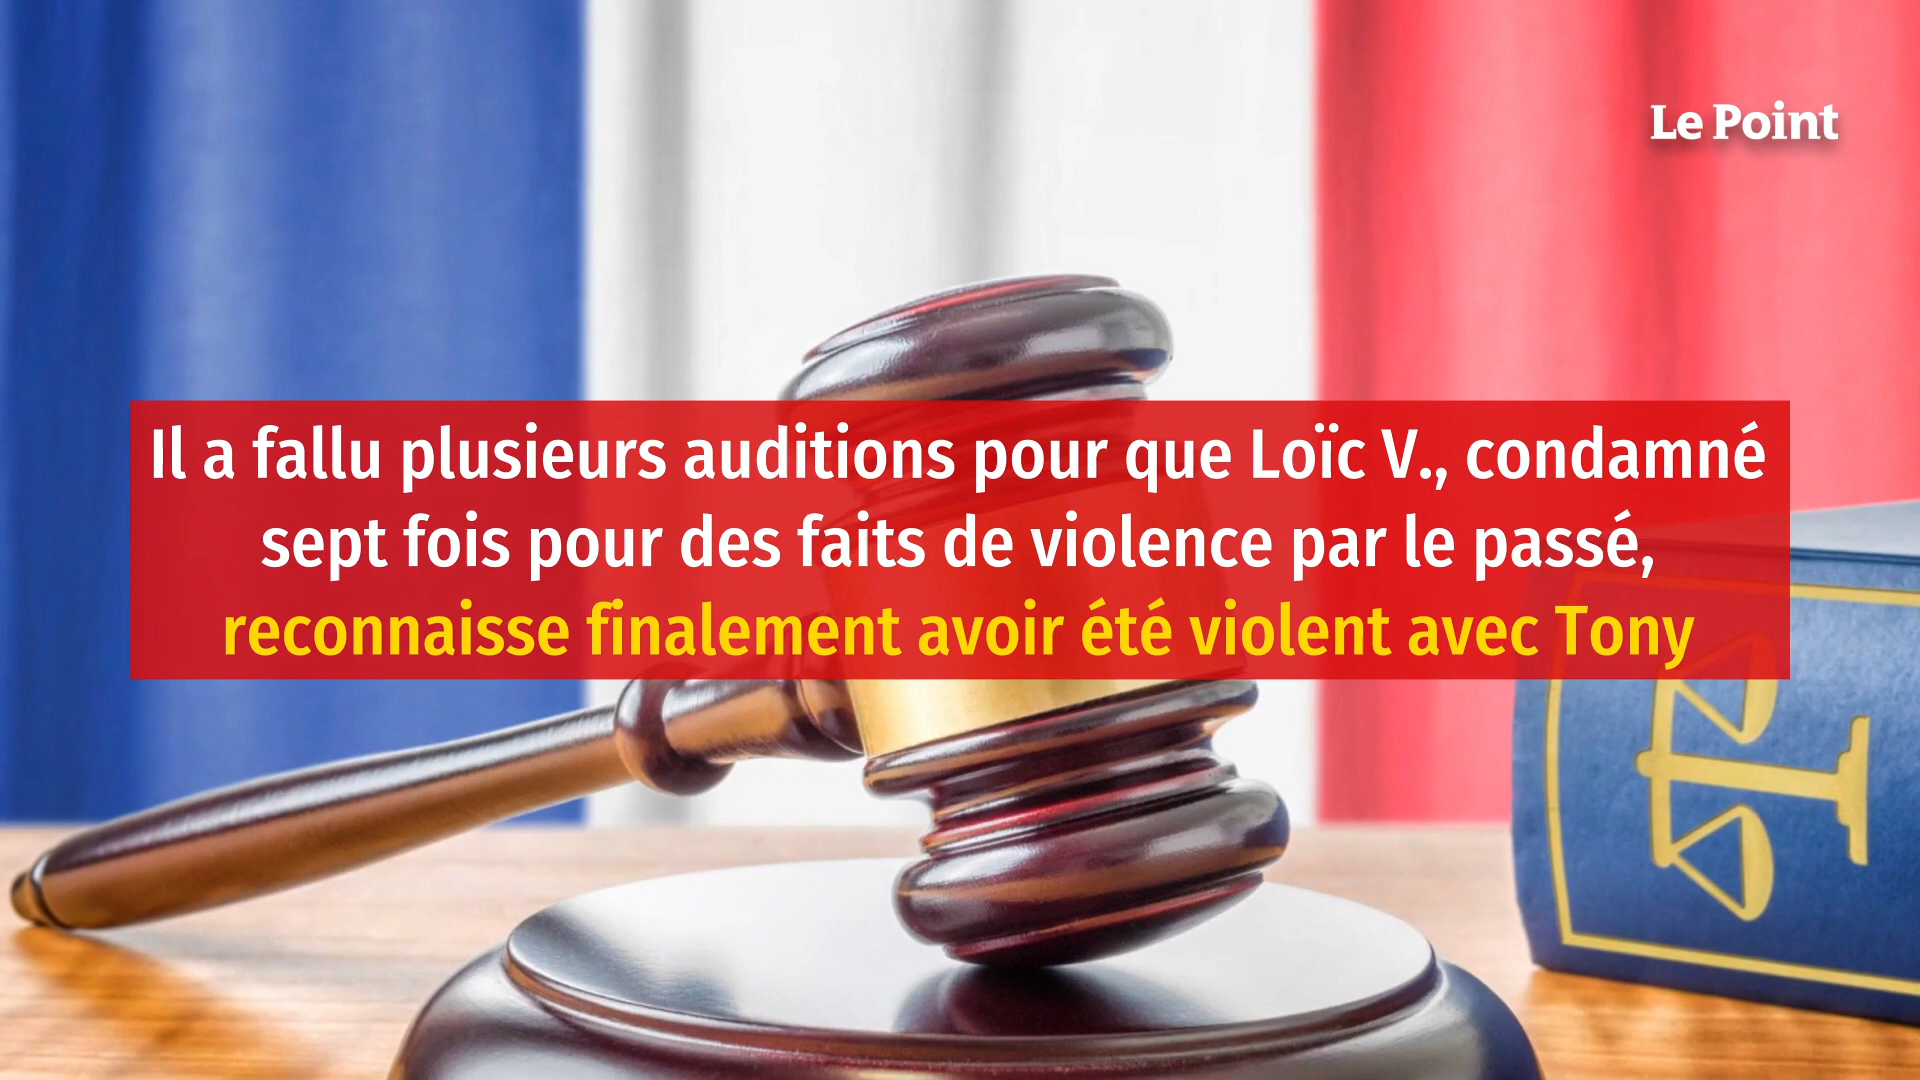 Le Point
Il a fallu plusieurs auditions pour que Loïc V., condamné
sept fois pour des faits de violence par le passé,
reconnaisse finalement avoir été violent avec Tony